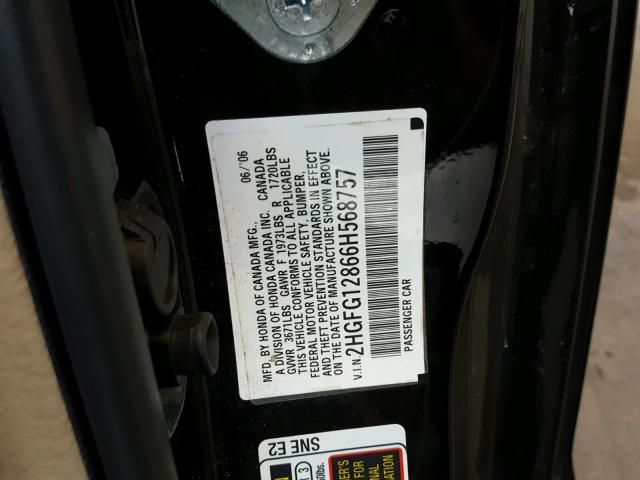 MFD. BY HONDA OF CANADA MFG. 06/'06
A DIVISION OF HONDA CANADA INC. CANADA
GVWR 3671LBS GAWR F 1973LBS R 1720LBS
THIS VEHICLE CONFORMS TO ALL APPLICABLE
FEDERAL MOTOR VEHICLE SAFETY, BUMPER,
AND THEFT PREVENTION STANDARDS IN EFFECT
ON THE DATE OF MANUFACTURE SHOWN ABOVE.
V.I.N. 2HGFG12866H568757
PASSENGER CAR
SNE E2